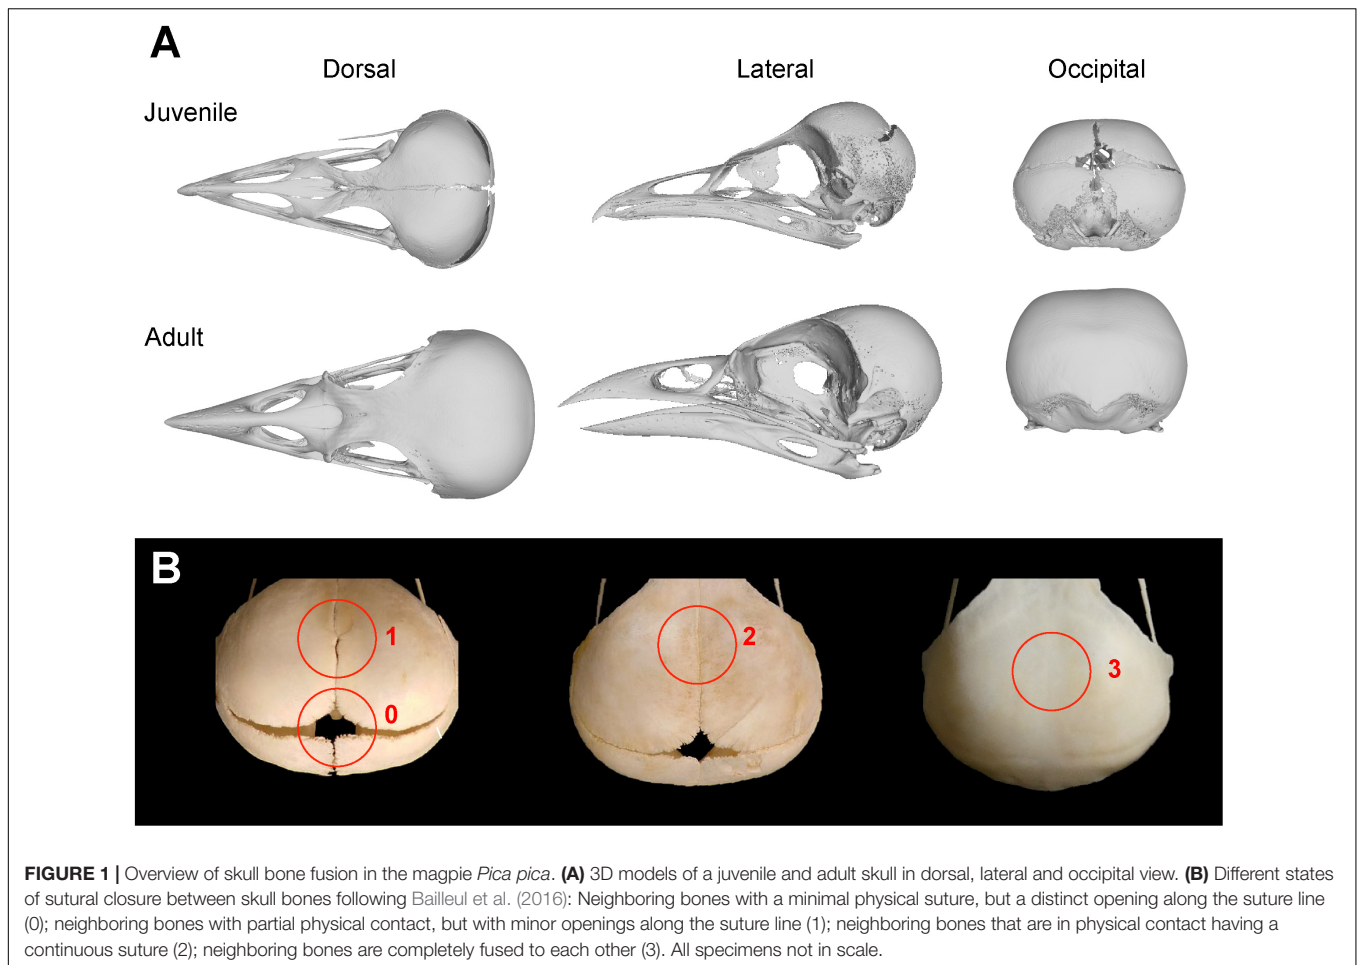 A
Dorsal
Lateral
Occipital
Juvenile
Adult
B
1
0
2
3
FIGURE 1 | Overview of skull bone fusion in the magpie Pica pica. (A) 3D models of a juvenile and adult skull in dorsal, lateral and occipital view. (B) Different states
of sutural closure between skull bones following Bailleul et al. (2016): Neighboring bones with a minimal physical suture, but a distinct opening along the suture line
(0); neighboring bones with partial physical contact, but with minor openings along the suture line (1); neighboring bones that are in physical contact having a
continuous suture (2); neighboring bones are completely fused to each other (3). All specimens not in scale.